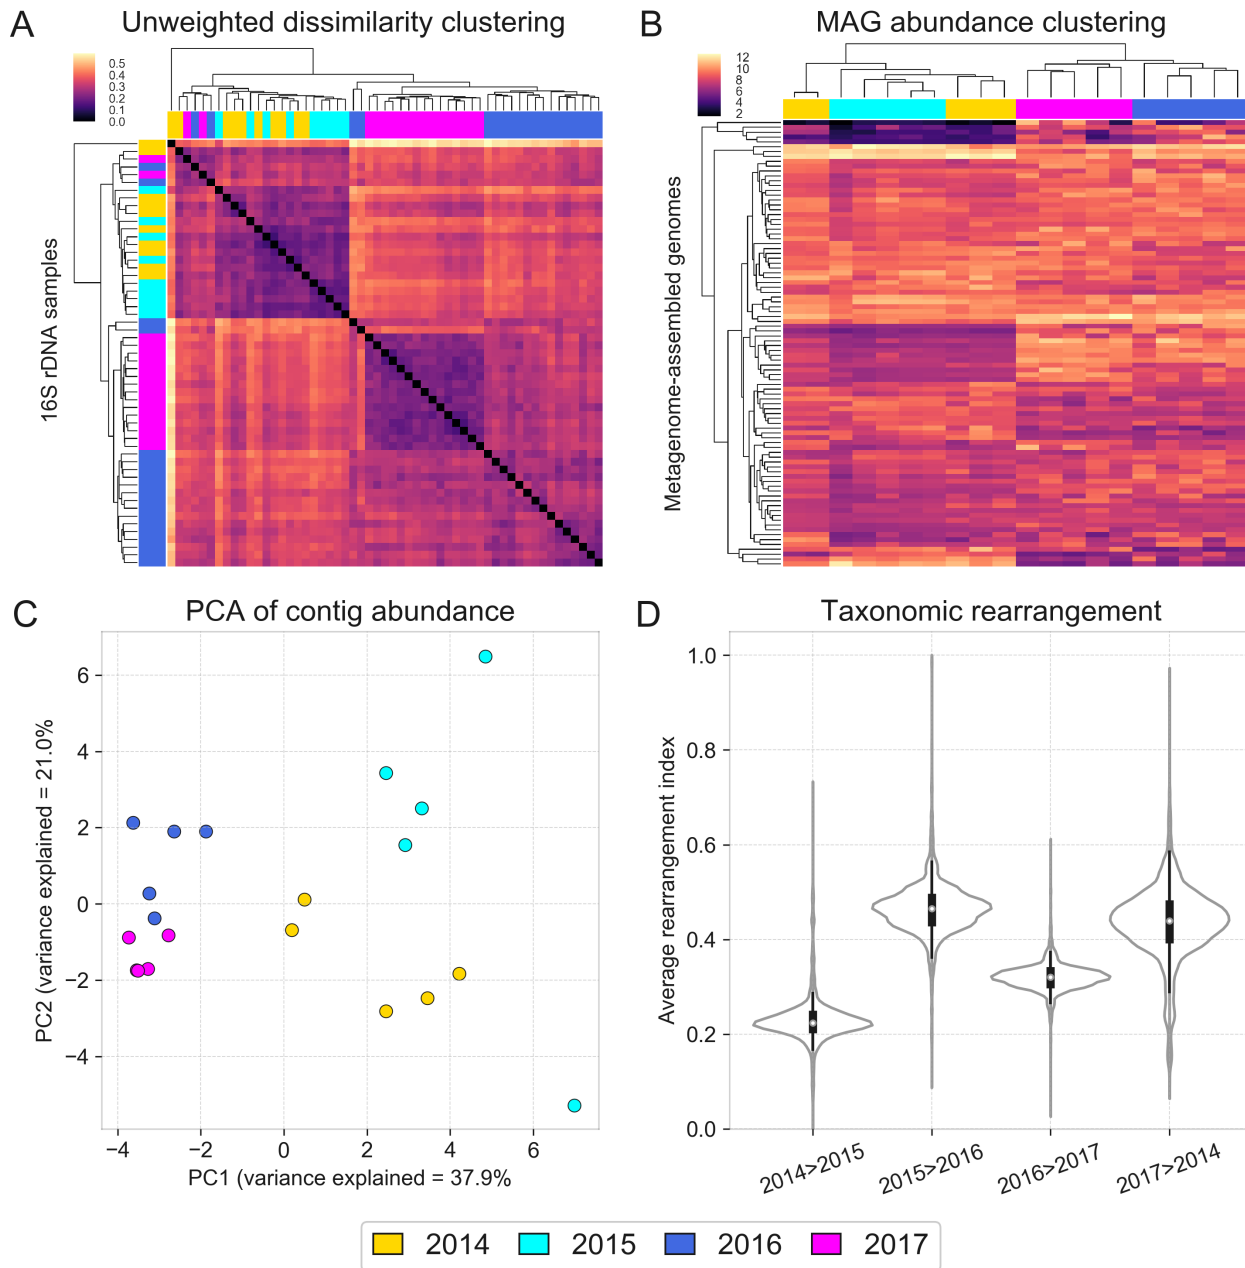 A
Unweighted dissimilarity clustering
0.5
0.4
0.3
0.2
0.1
0.0
16S rDNA samples
B
MAG abundance clustering
12
10
8
6
4
2
Metagenome-assembled genomes
C
PCA of contig abundance
6
4
2
0
−2
−4
PC2 (variance explained = 21.0%
−4
−2
0
2
4
6
PC1 (variance explained = 37.9%
D
Taxonomic rearrangement
1.0
0.8
0.6
0.4
0.2
0.0
Average rearrangement index
2014>2015
2015>2016
2016>2017
2017>2014
2014
2015
2016
2017